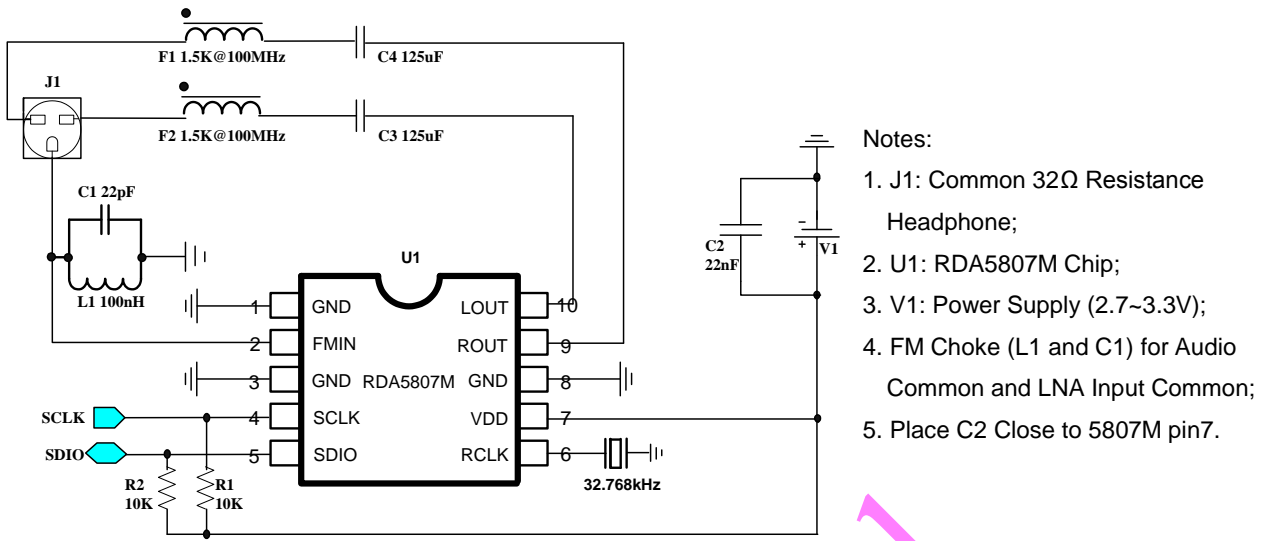 F1 1.5K@100MHz
C4 125uF
J1
F2 1.5K@100MHz
C3 125uF
C1 22pF
L1 100nH
U1
1 GND LOUT 10
2 FMIN ROUT 9
3 GND RDA5807M GND 8
SCLK 4 SCLK VDD 7
SDIO 5 SDIO RCLK 6
R2
10K
R1
10K
32.768kHz
C2
22nF
-
+ V1
Notes:
1. J1: Common 32Ω Resistance
Headphone;
2. U1: RDA5807M Chip;
3. V1: Power Supply (2.7~3.3V);
4. FM Choke (L1 and C1) for Audio
Common and LNA Input Common;
5. Place C2 Close to 5807M pin7.